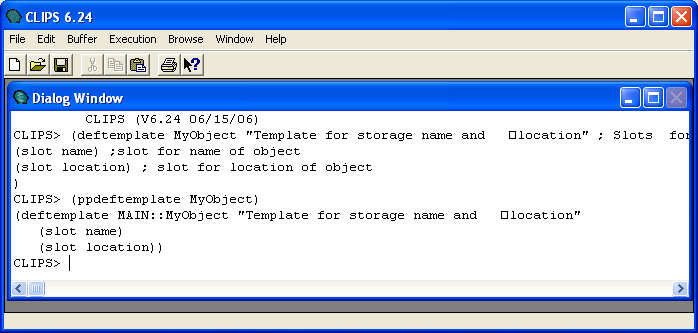 CLIPS 6.24
File Edit Buffer Execution Browse Window Help
Dialog Window
CLIPS (V6.24 06/15/06)
CLIPS> (deftemplate MyObject "Template for storage name and □location" ; Slots for
(slot name) ;slot for name of object
(slot location) ; slot for location of object
)
CLIPS> (ppdeftemplate MyObject)
(deftemplate MAIN::MyObject "Template for storage name and □location"
(slot name)
(slot location))
CLIPS>